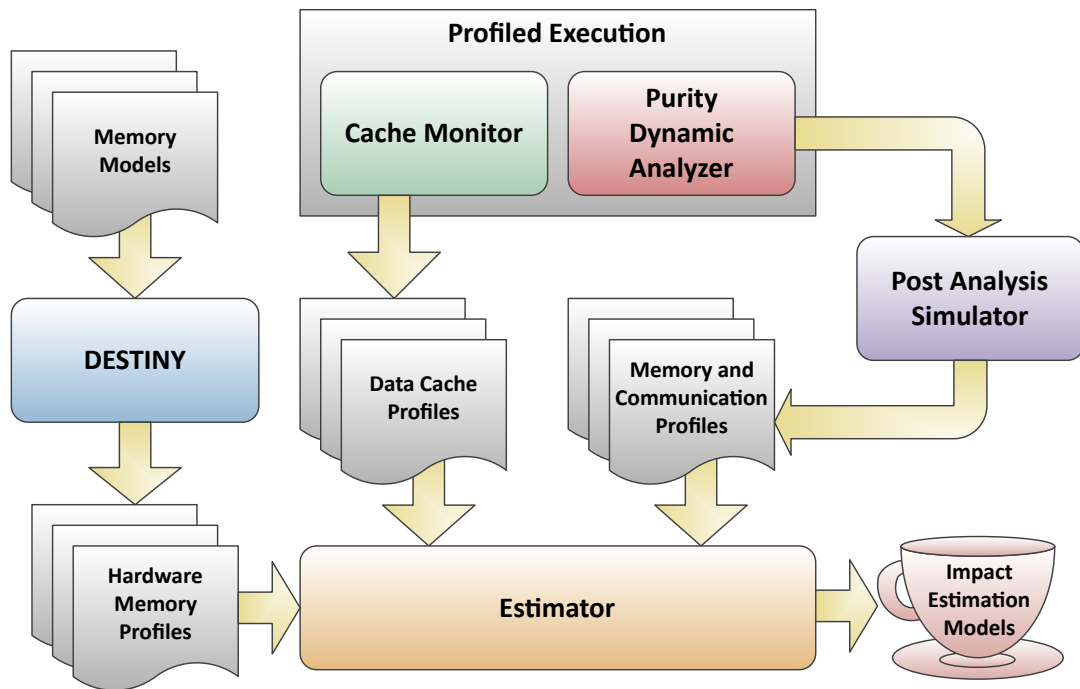 Profiled Execution
Memory
Models
Cache Monitor
Purity
Dynamic
Analyzer
Post Analysis
Simulator
DESTINY
Data Cache
Profiles
Memory and
Communication
Profiles
Hardware
Memory
Profiles
Estimator
Impact
Estimation
Models